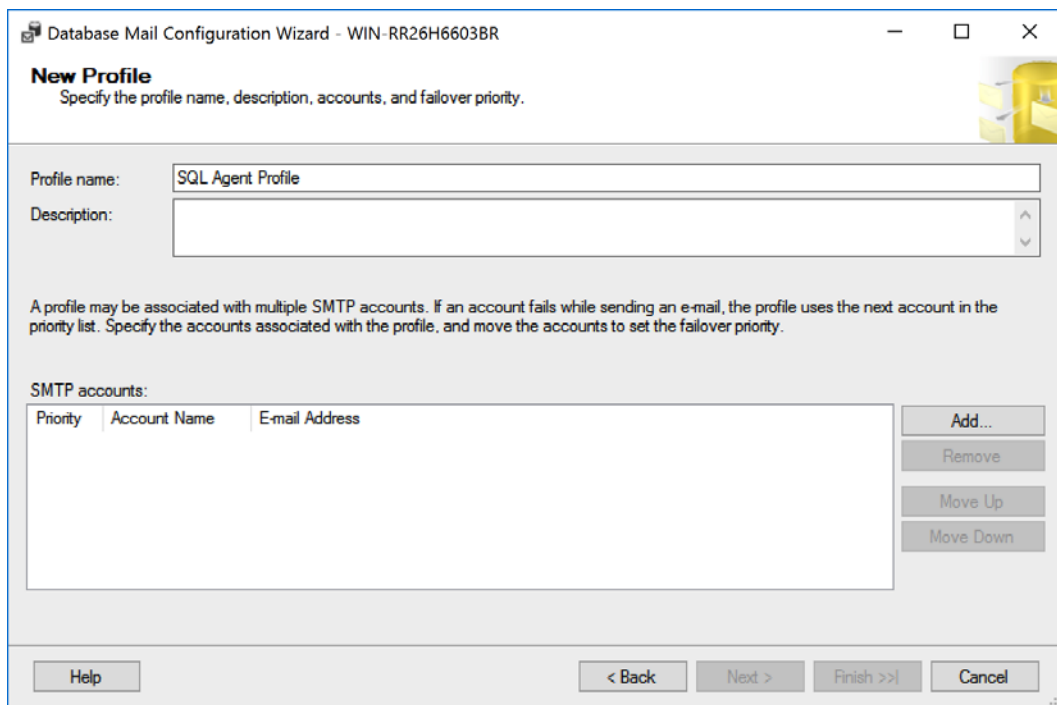 Database Mail Configuration Wizard - WIN-RR26H6603BR
New Profile
Specify the profile name, description, accounts, and failover priority.
Profile name: SQL Agent Profile
Description:
A profile may be associated with multiple SMTP accounts. If an account fails while sending an e-mail, the profile uses the next account in the
priority list. Specify the accounts associated with the profile, and move the accounts to set the failover priority.
SMTP accounts:
Priority Account Name E-mail Address
Add...
Remove
Move Up
Move Down
Help < Back Next > Finish >>| Cancel